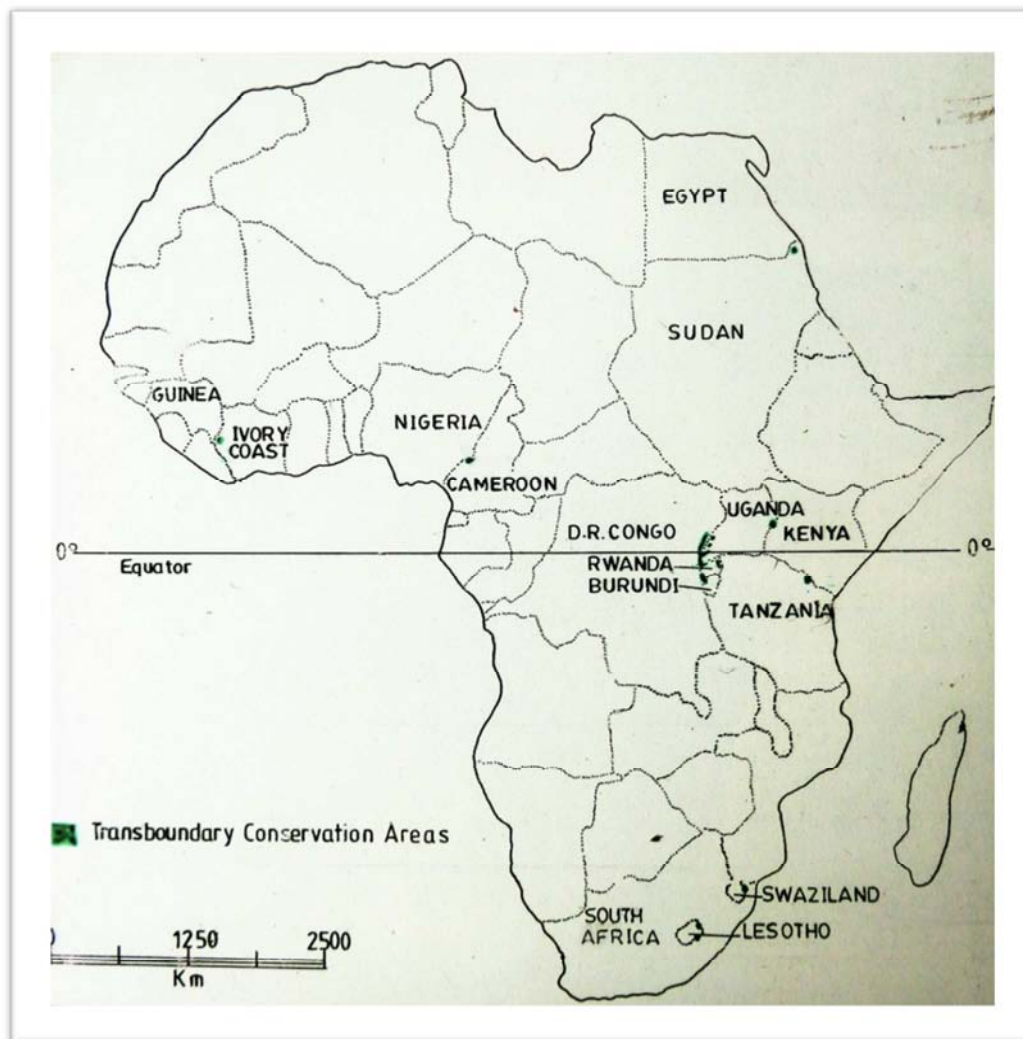 EGYPT
SUDAN
GUINEA
IVORY
COAST
NIGERIA
CAMEROON
UGANDA
D.R. CONGO
KENYA
0°
0°
Equator
RWANDA
BURUNDI
TANZANIA
Transboundary Conservation Areas
SWAZILAND
SOUTH
AFRICA
LESOTHO
1250
2500
Km